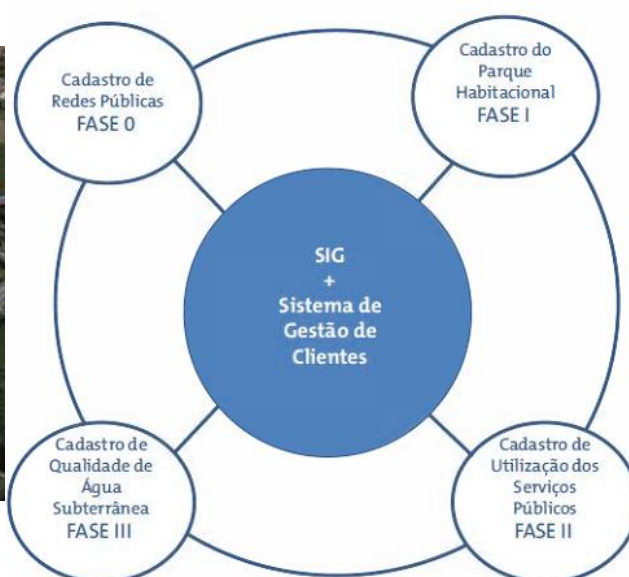 Cadastro de
Redes Públicas
FASE 0
Cadastro do
Parque
Habitacional
FASE I
SIG
+
Sistema de
Gestão de
Clientes
Cadastro de
Qualidade de
Água
Subterrânea
FASE III
Cadastro de
Utilização dos
Serviços
Públicos
FASE II